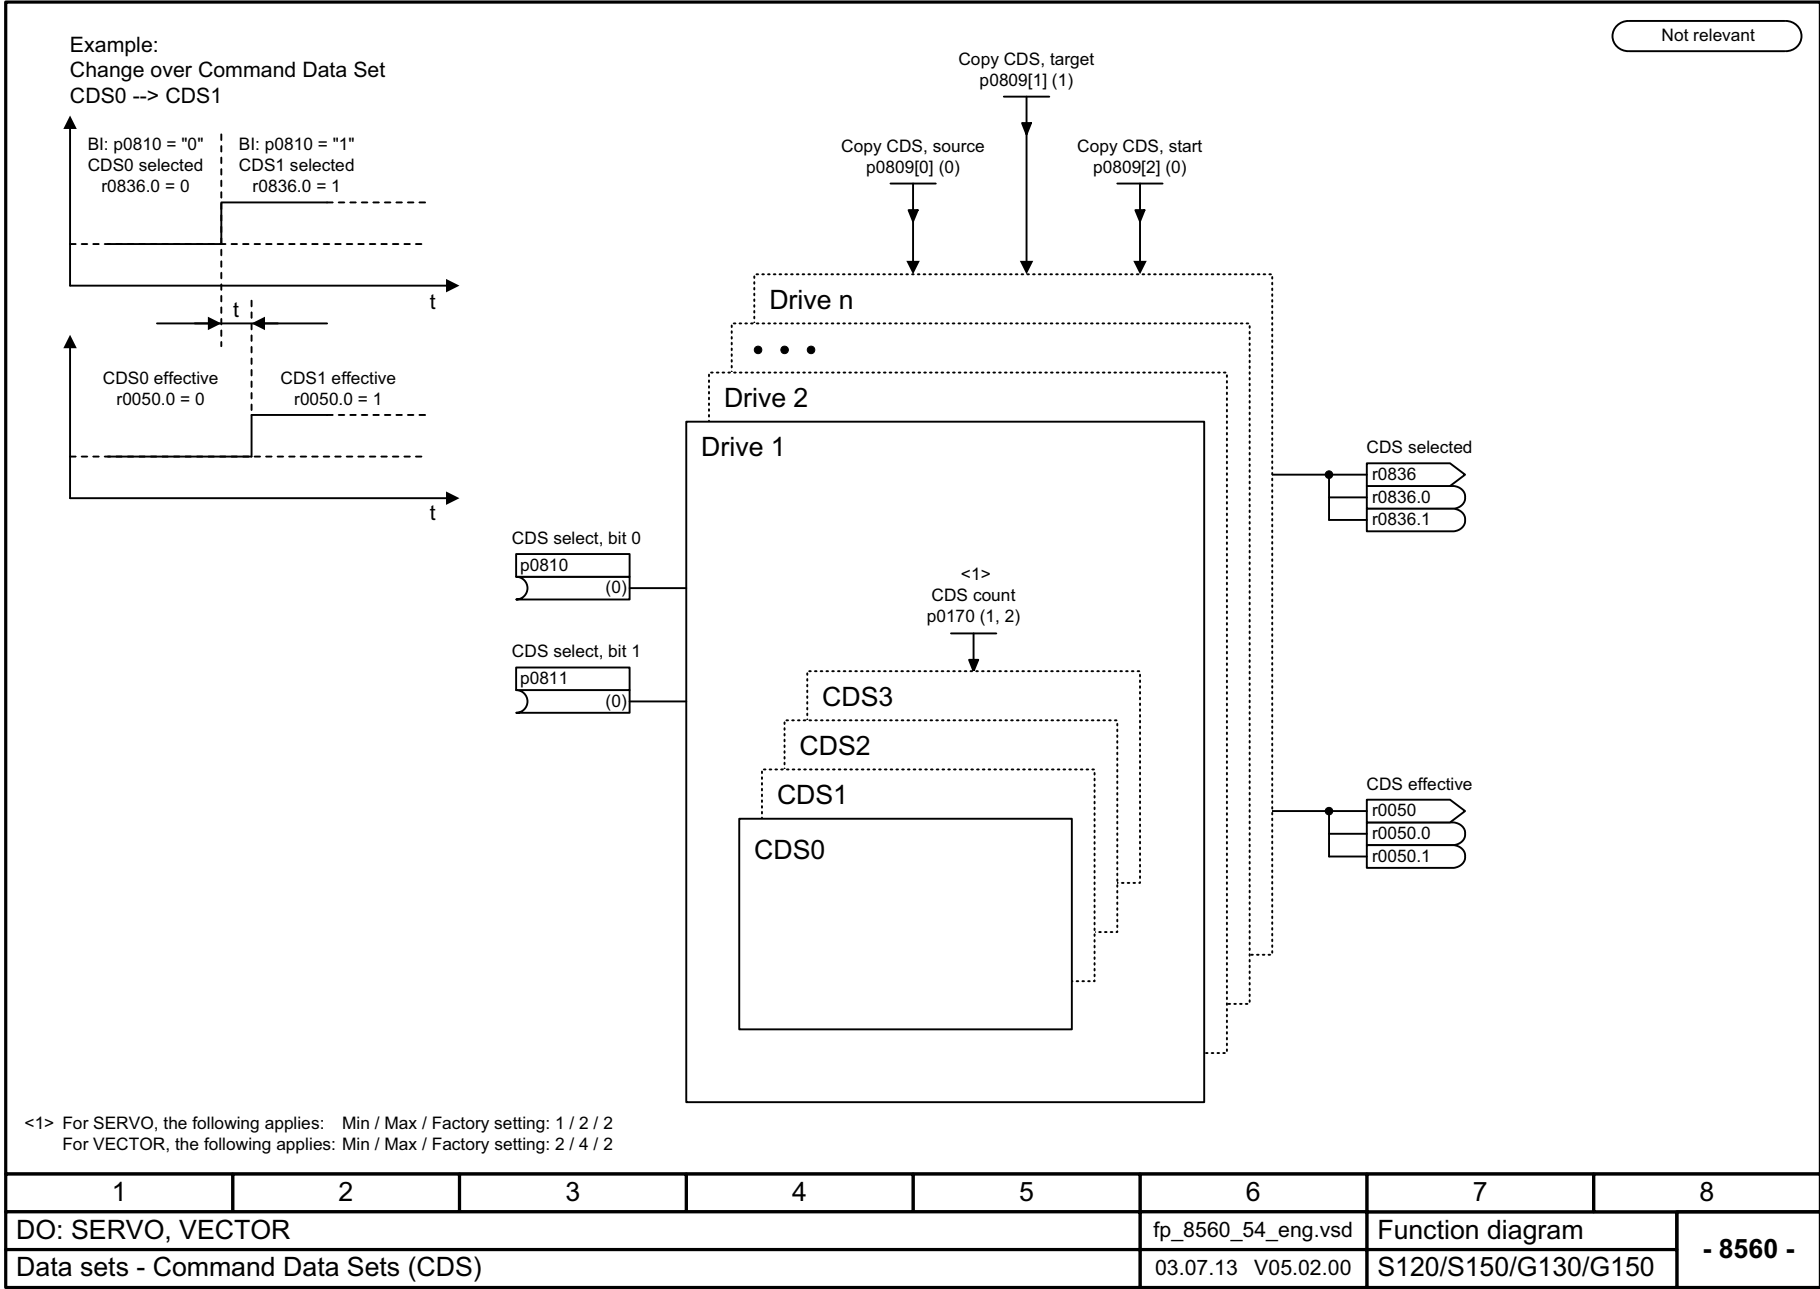 Not relevant
Example:
Change over Command Data Set
CDS0 --> CDS1
BI: p0810 = "0"
CDS0 selected
r0836.0 = 0
BI: p0810 = "1"
CDS1 selected
r0836.0 = 1
t
t
CDS0 effective
r0050.0 = 0
CDS1 effective
r0050.0 = 1
t
Copy CDS, target
p0809[1] (1)
Copy CDS, source
p0809[0] (0)
Copy CDS, start
p0809[2] (0)
Drive n
• • •
Drive 2
Drive 1
CDS select, bit 0
p0810
(0)
CDS select, bit 1
p0811
(0)
<1>
CDS count
p0170 (1, 2)
CDS3
CDS2
CDS1
CDS0
CDS selected
r0836
r0836.0
r0836.1
CDS effective
r0050
r0050.0
r0050.1
<1> For SERVO, the following applies: Min / Max / Factory setting: 1 / 2 / 2
For VECTOR, the following applies: Min / Max / Factory setting: 2 / 4 / 2
1 2 3 4 5 6 7 8
DO: SERVO, VECTOR
fp_8560_54_eng.vsd
Function diagram
- 8560 -
Data sets - Command Data Sets (CDS)
03.07.13 V05.02.00
S120/S150/G130/G150